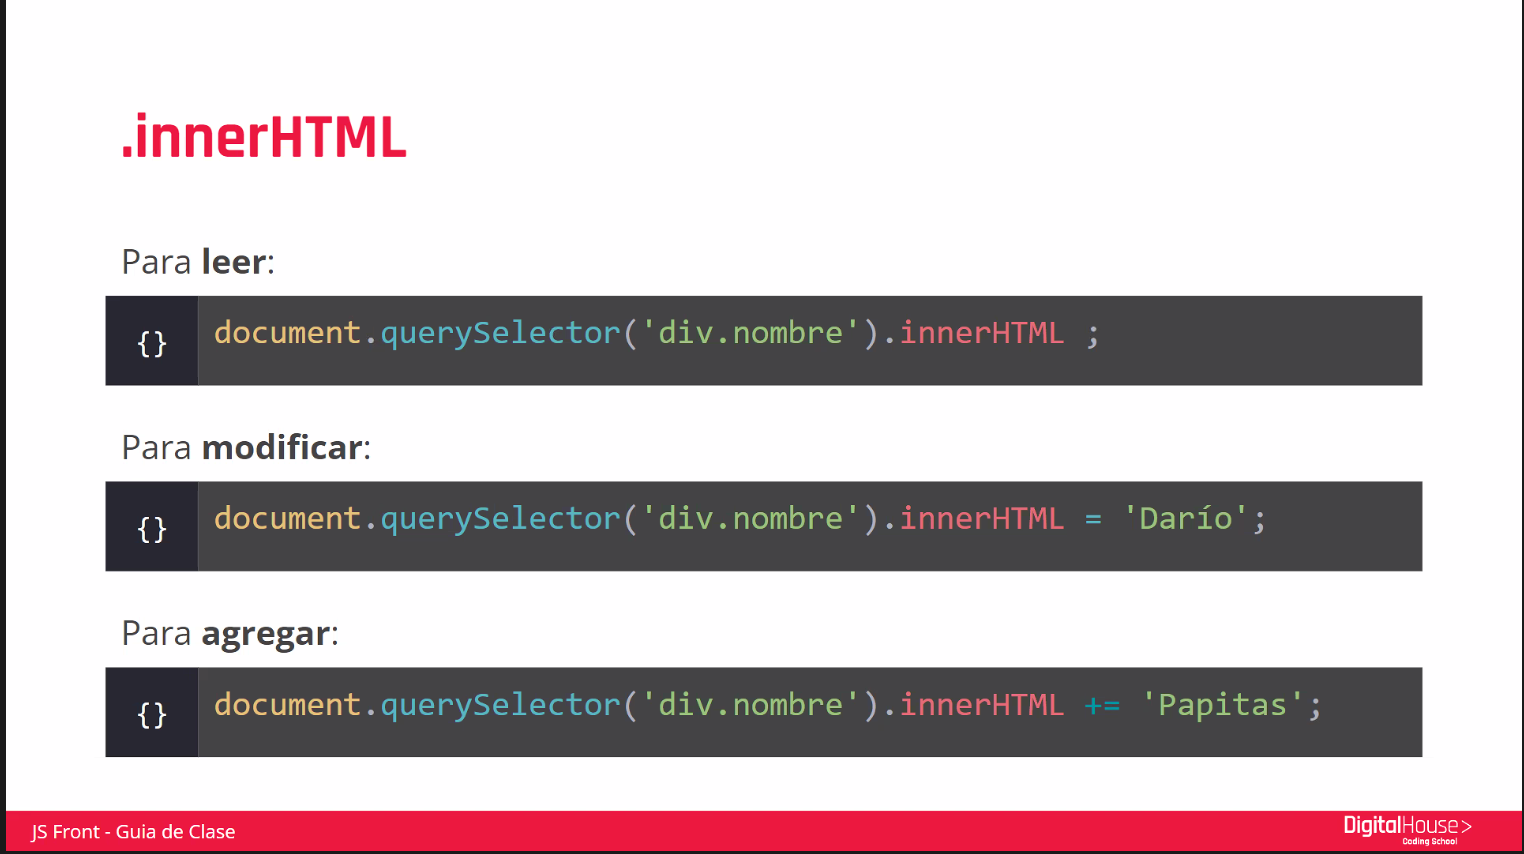 .innerHTML
Para leer:
{} document.querySelector('div.nombre').innerHTML ;
Para modificar:
{} document.querySelector('div.nombre').innerHTML = 'Darío';
Para agregar:
{} document.querySelector('div.nombre').innerHTML += 'Papitas';
JS Front - Guia de Clase
DigitalHouse>
Coding School